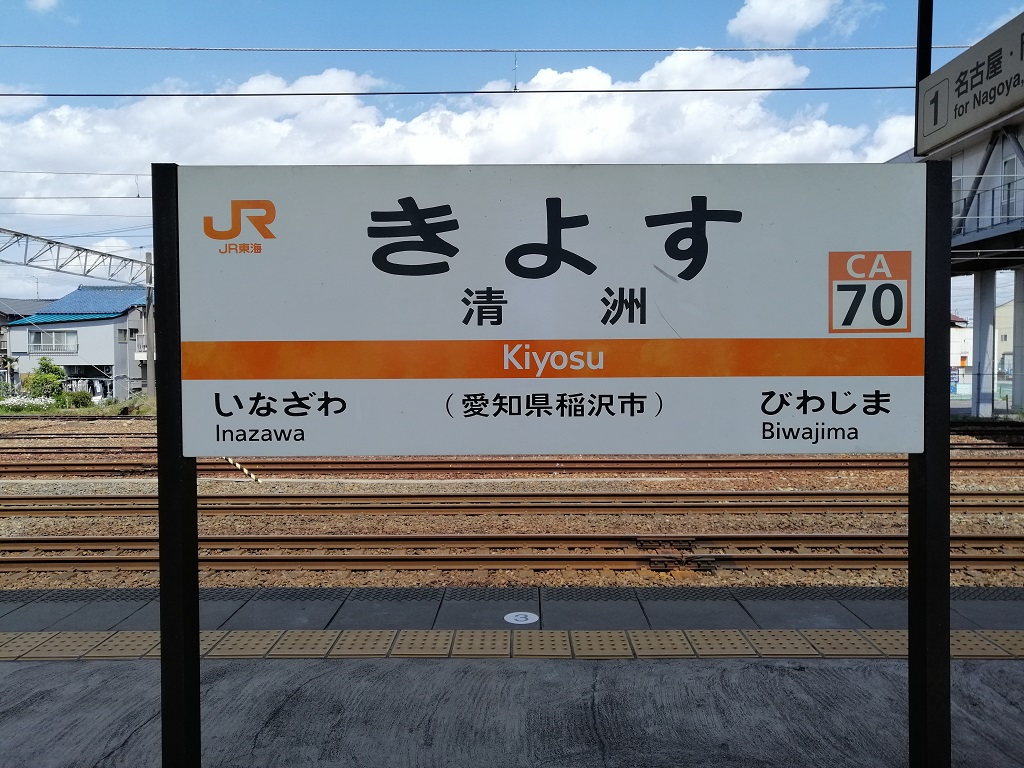 JR
JR東海
きよす
清洲
CA
70
Kiyosu
いなざわ
Inazawa
（愛知県稲沢市）
びわじま
Biwajima
1
名古屋・
for Nagoya,
3